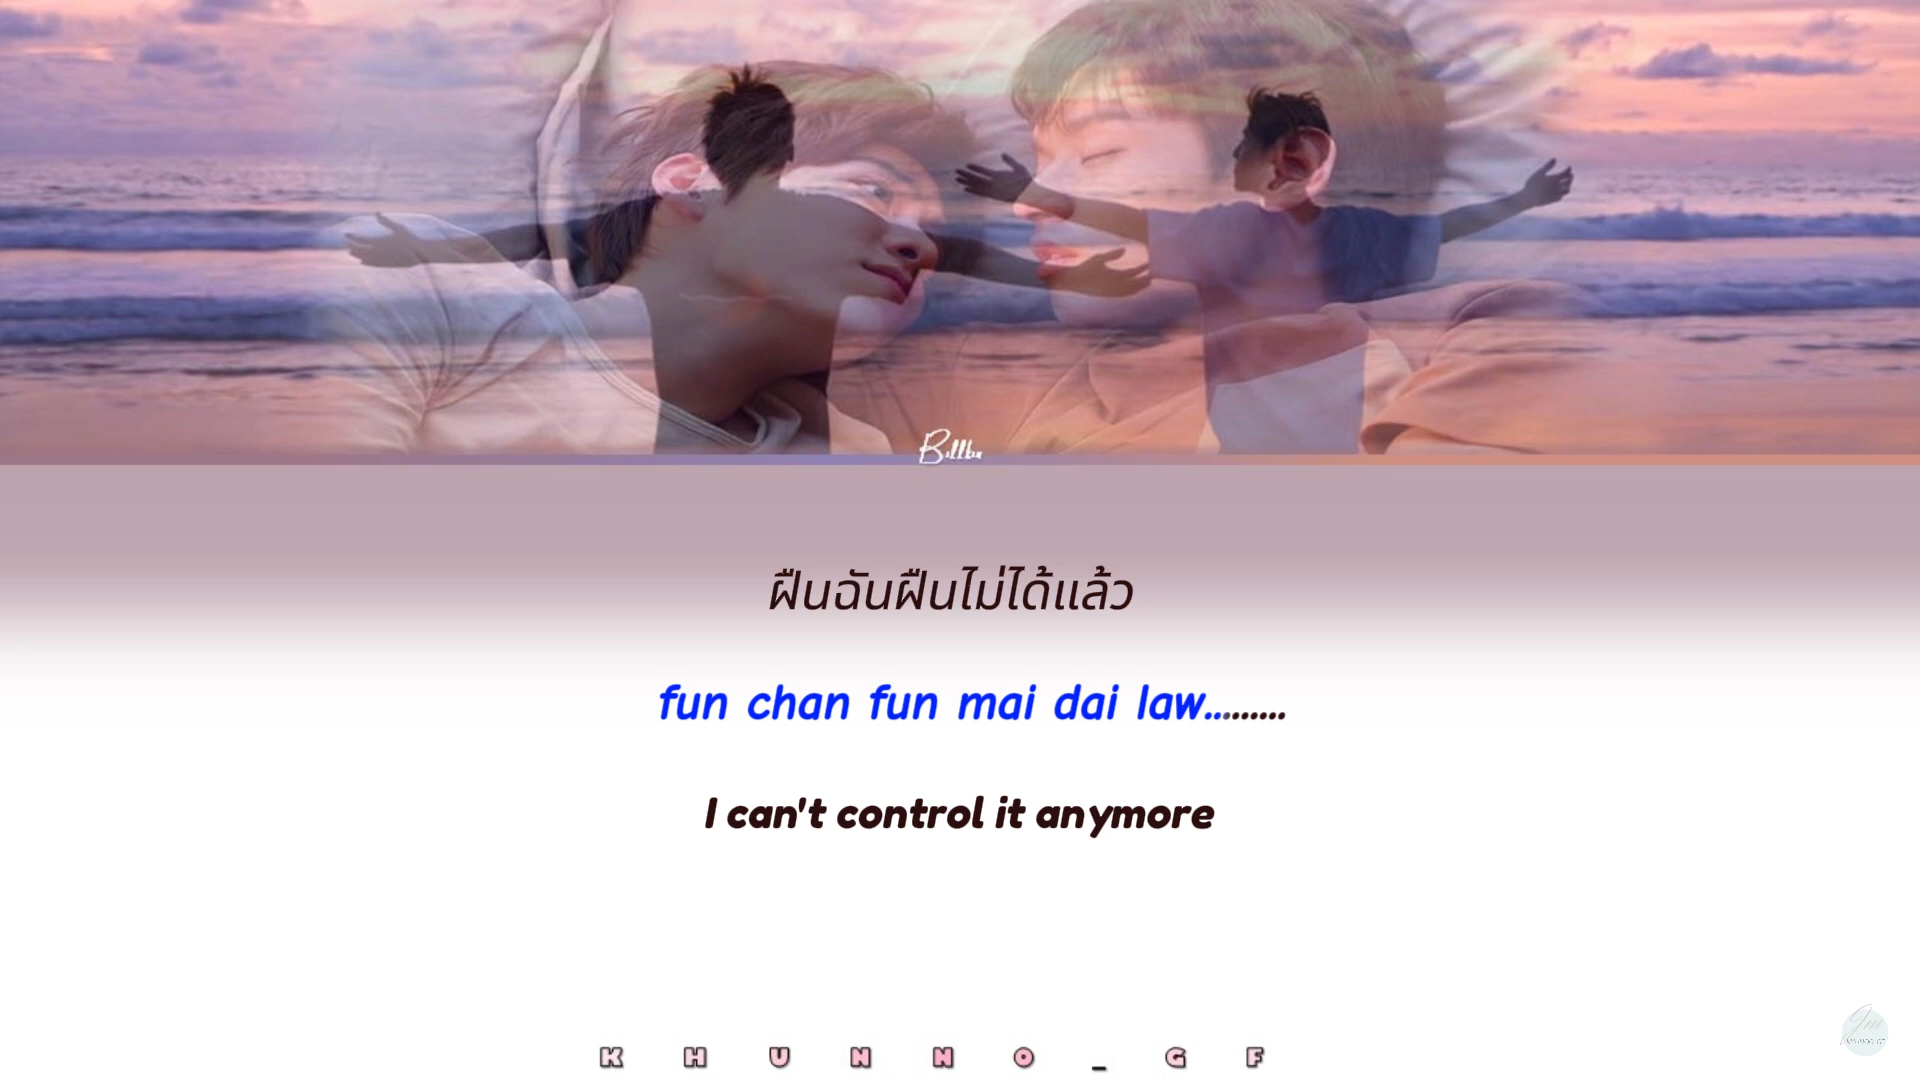 Billkin
ฝืนฉันฝืนไม่ได้แล้ว
fun chan fun mai dai law.........
I can't control it anymore
K H U N N O _ G F